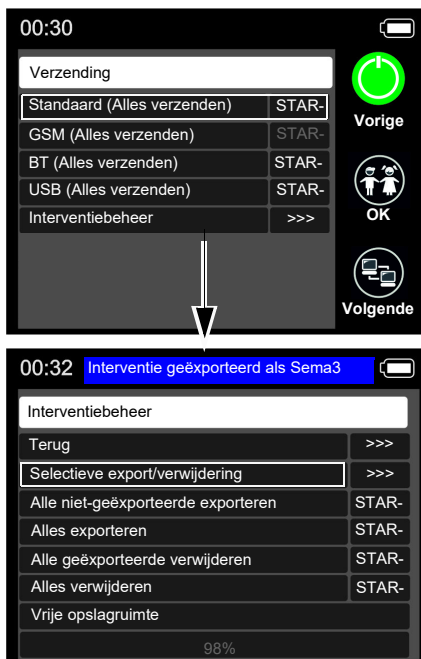 00:30
Verzending
Standaard (Alles verzenden) STAR-
GSM (Alles verzenden) STAR-
BT (Alles verzenden) STAR-
USB (Alles verzenden) STAR-
Interventiebeheer >>>
Vorige
OK
Volgende
00:32 Interventie geëxporteerd als Sema3
Interventiebeheer
Terug >>>
Selectieve export/verwijdering >>>
Alle niet-geëxporteerde exporteren STAR-
Alles exporteren STAR-
Alle geëxporteerde verwijderen STAR-
Alles verwijderen STAR-
Vrije opslagruimte
98%